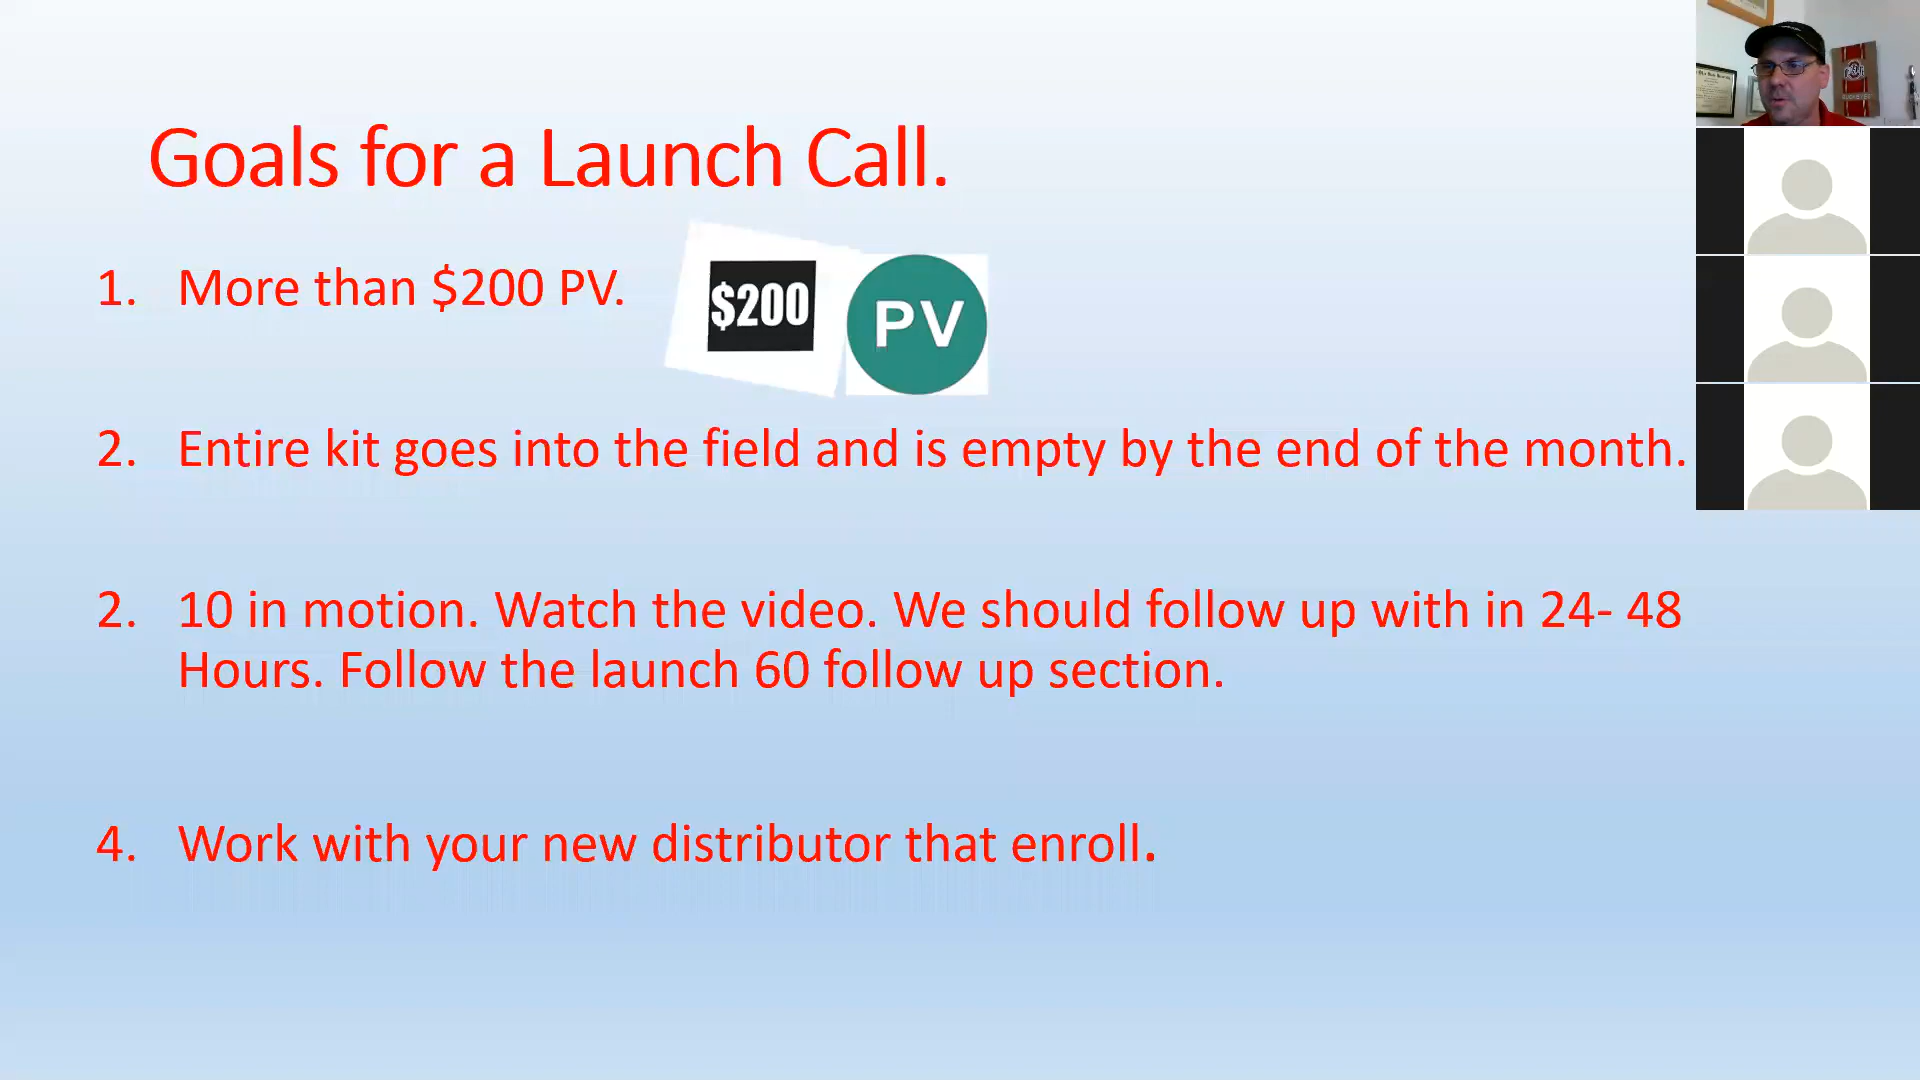 Goals for a Launch Call.
1. More than $200 PV.
$200
PV
2. Entire kit goes into the field and is empty by the end of the month.
2. 10 in motion. Watch the video. We should follow up with in 24- 48
Hours. Follow the launch 60 follow up section.
4. Work with your new distributor that enroll.